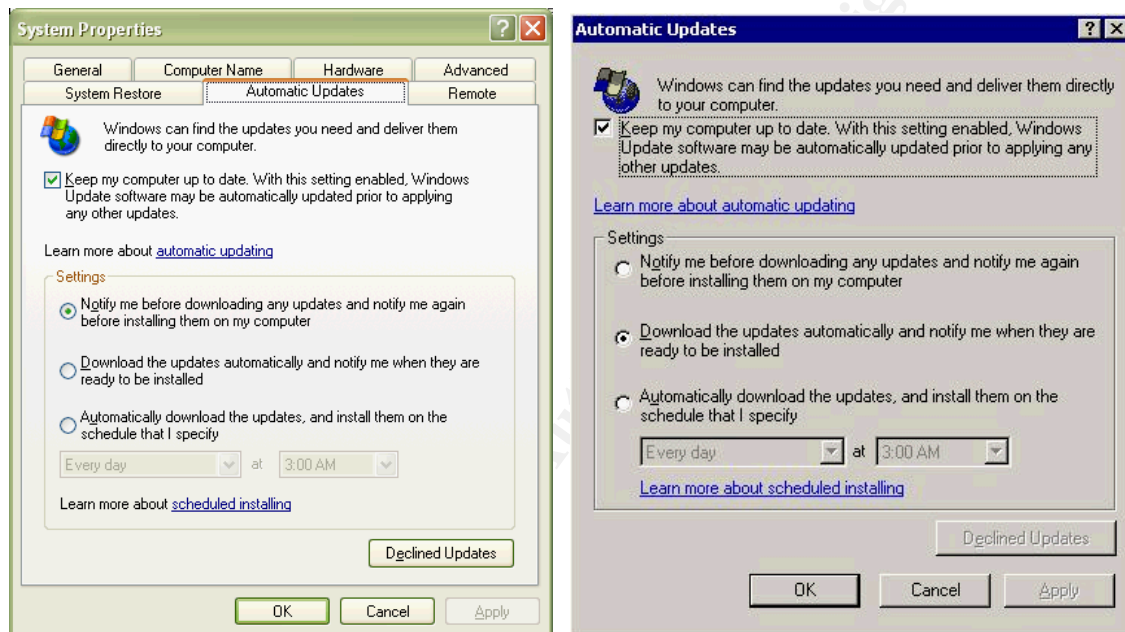 System Properties
General
Computer Name
Hardware
Advanced
System Restore
Automatic Updates
Remote
Windows can find the updates you need and deliver them
directly to your computer.
Keep my computer up to date. With this setting enabled, Windows
Update software may be automatically updated prior to applying
any other updates.
Learn more about automatic updating
Settings
Notify me before downloading any updates and notify me again
before installing them on my computer
Download the updates automatically and notify me when they are
ready to be installed
Automatically download the updates, and install them on the
schedule that I specify
Every day at 3:00 AM
Learn more about scheduled installing
Declined Updates
OK
Cancel
Apply
Automatic Updates
Windows can find the updates you need and deliver them directly
to your computer.
Keep my computer up to date. With this setting enabled, Windows
Update software may be automatically updated prior to applying any
other updates.
Learn more about automatic updating
Settings
Notify me before downloading any updates and notify me again
before installing them on my computer
Download the updates automatically and notify me when they are
ready to be installed
Automatically download the updates, and install them on the
schedule that I specify
Every day at 3:00 AM
Learn more about scheduled installing
Declined Updates
OK
Cancel
Apply